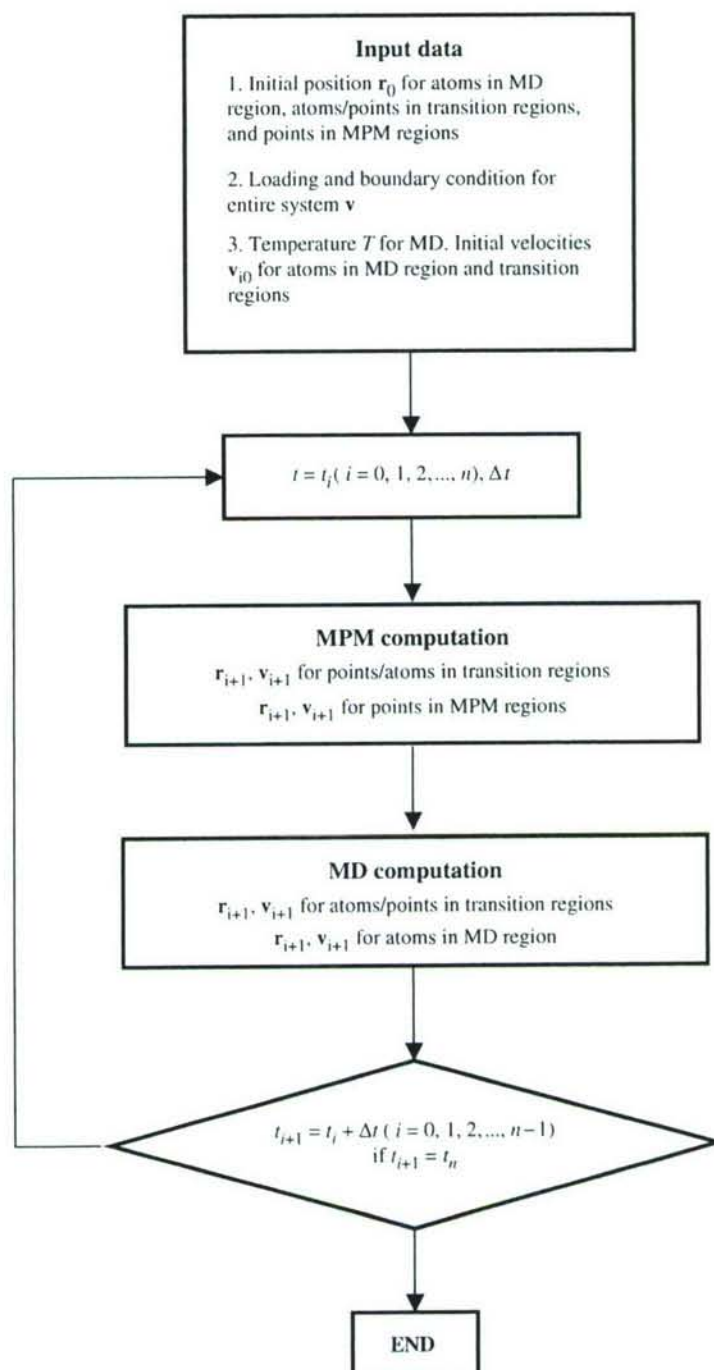 Input data
1. Initial position r₀ for atoms in MD
region, atoms/points in transition regions,
and points in MPM regions
2. Loading and boundary condition for
entire system v
3. Temperature T for MD. Initial velocities
vᵢ₀ for atoms in MD region and transition
regions
t = tᵢ( i = 0, 1, 2,..., n), Δt
MPM computation
rᵢ₊₁, vᵢ₊₁ for points/atoms in transition regions
rᵢ₊₁, vᵢ₊₁ for points in MPM regions
MD computation
rᵢ₊₁, vᵢ₊₁ for atoms/points in transition regions
rᵢ₊₁, vᵢ₊₁ for atoms in MD region
tᵢ₊₁ = tᵢ + Δt ( i = 0, 1, 2,..., n−1)
if tᵢ₊₁ = tₙ
END